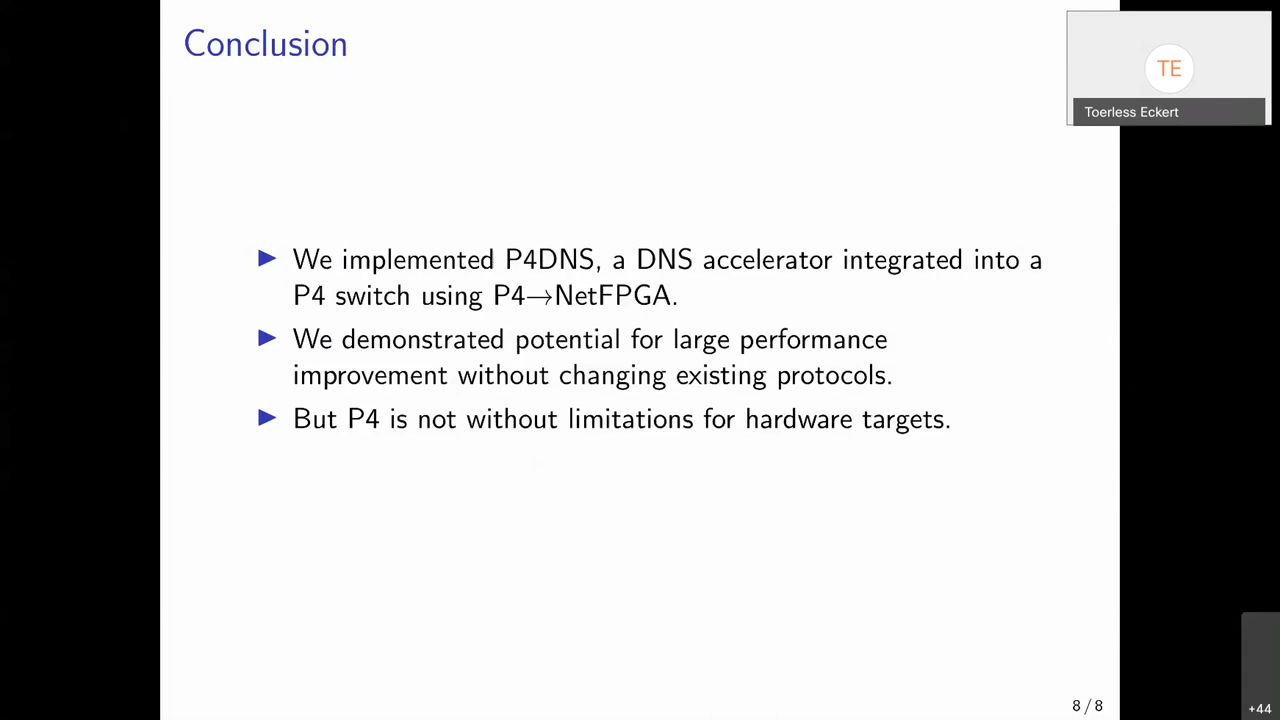 Conclusion
TE
Toerless Eckert
▶ We implemented P4DNS, a DNS accelerator integrated into a
P4 switch using P4→NetFPGA.
▶ We demonstrated potential for large performance
improvement without changing existing protocols.
▶ But P4 is not without limitations for hardware targets.
8 / 8
+44